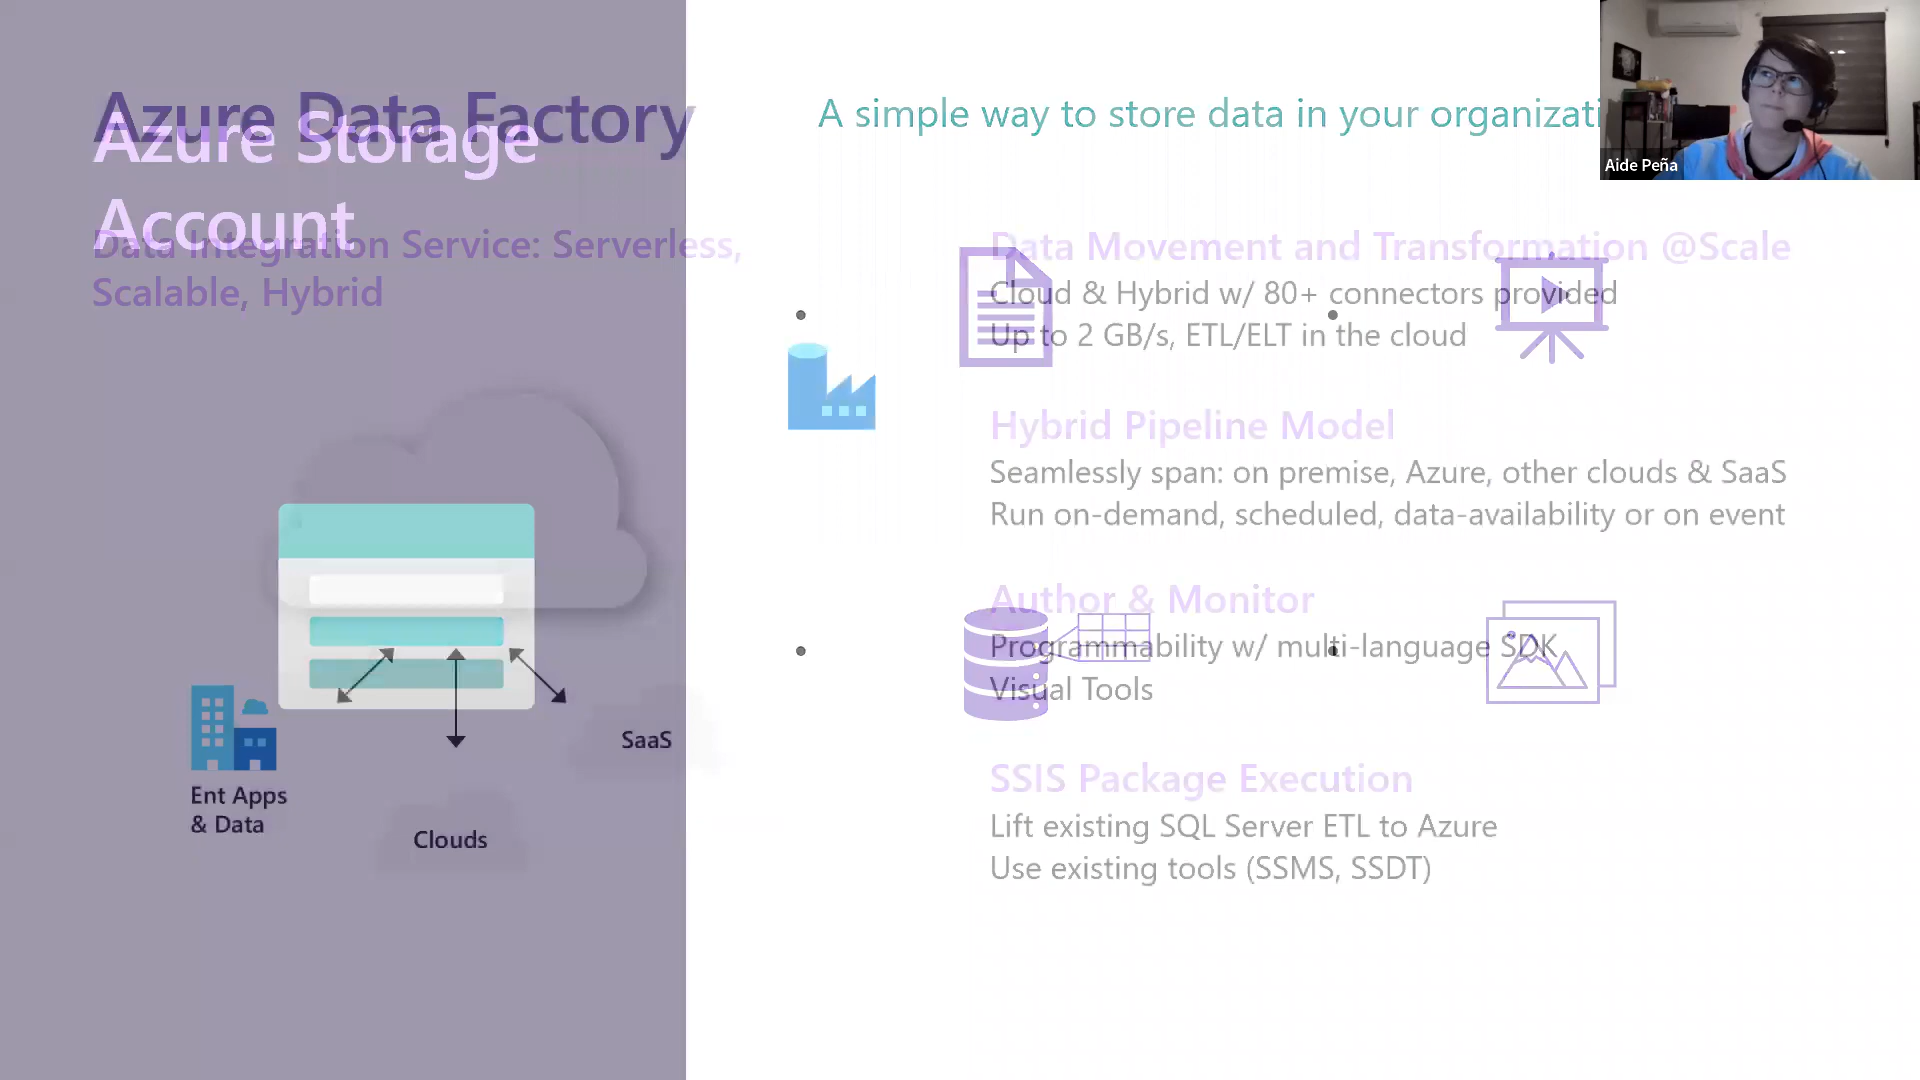 Azure Data Factory
Azure Storage
Account
Data Integration Service: Serverless,
Scalable, Hybrid
Ent Apps
& Data
Clouds
SaaS
A simple way to store data in your organizati
Data Movement and Transformation @Scale
Cloud & Hybrid w/ 80+ connectors provided
Up to 2 GB/s, ETL/ELT in the cloud
Hybrid Pipeline Model
Seamlessly span: on premise, Azure, other clouds & SaaS
Run on-demand, scheduled, data-availability or on event
Author & Monitor
Programmability w/ multi-language SDK
Visual Tools
SSIS Package Execution
Lift existing SQL Server ETL to Azure
Use existing tools (SSMS, SSDT)
Aide Peña